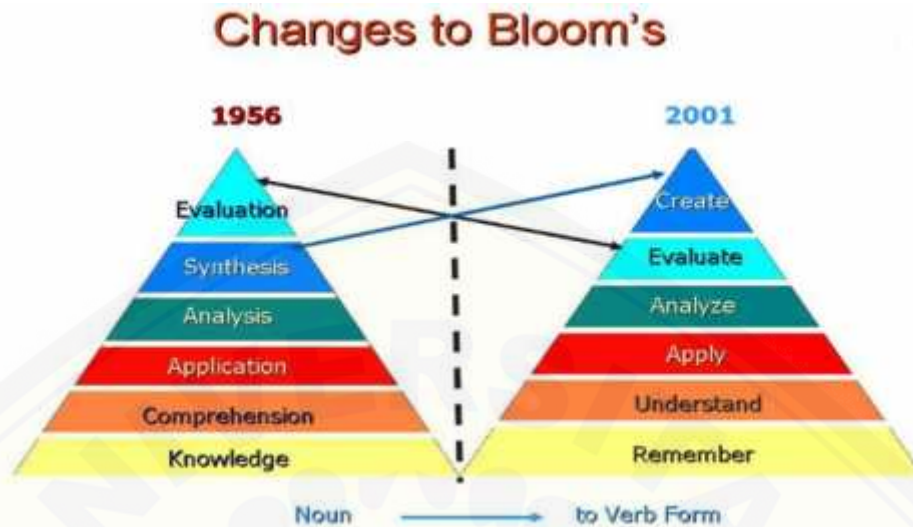 Changes to Bloom's
1956
Evaluation
Synthesis
Analysis
Application
Comprehension
Knowledge
2001
Create
Evaluate
Analyze
Apply
Understand
Remember
Noun to Verb Form